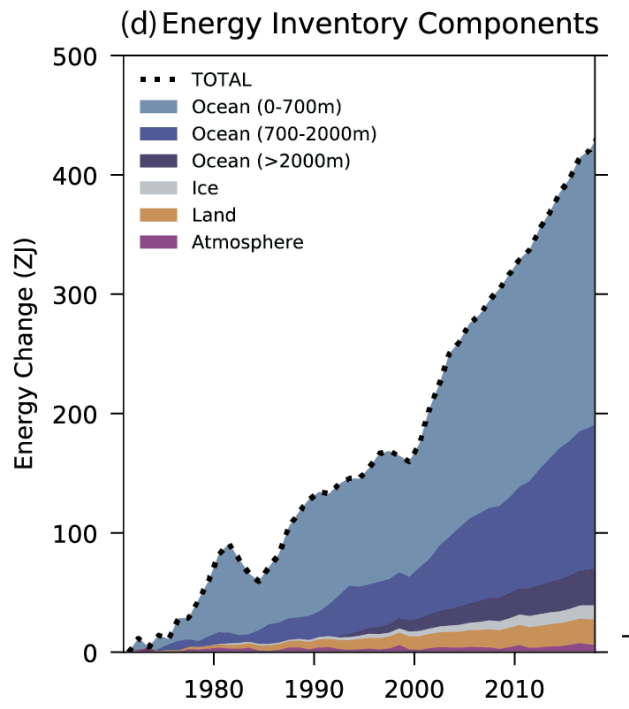 (d) Energy Inventory Components
500
400
300
200
100
0
Energy Change (ZJ)
TOTAL
Ocean (0-700m)
Ocean (700-2000m)
Ocean (>2000m)
Ice
Land
Atmosphere
1980 1990 2000 2010